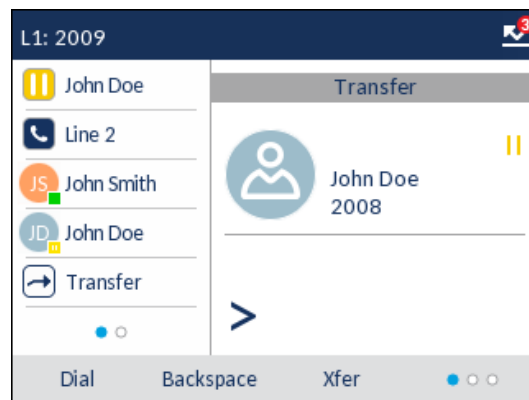 L1: 2009
3
John Doe
Line 2
JS John Smith
JD John Doe
Transfer
Transfer
John Doe
2008
>
Dial Backspace Xfer